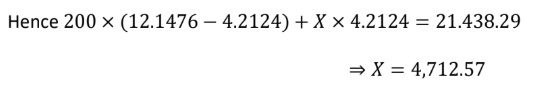 Hence 200 × (12.1476 – 4.2124) + X × 4.2124 = 21.438.29
⇒ X = 4,712.57